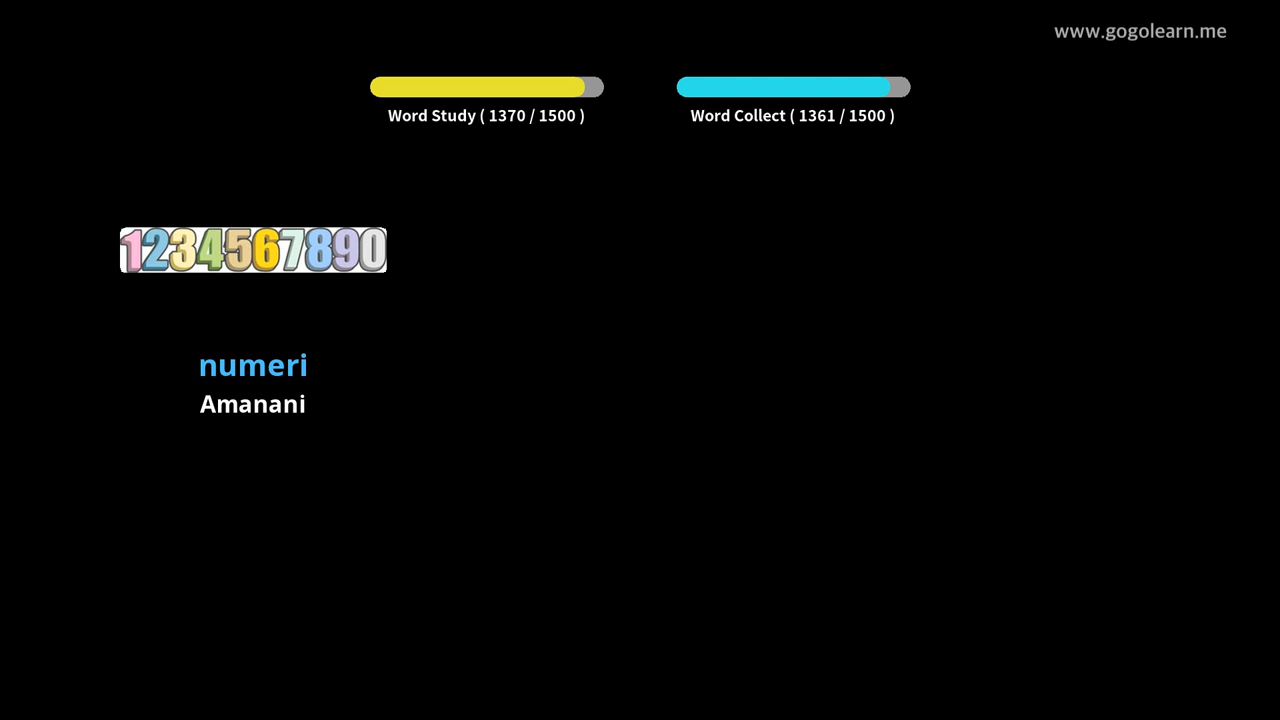 www.gogolearn.me
Word Study ( 1370 / 1500 )
Word Collect ( 1361 / 1500 )
1234567890
numeri
Amanani